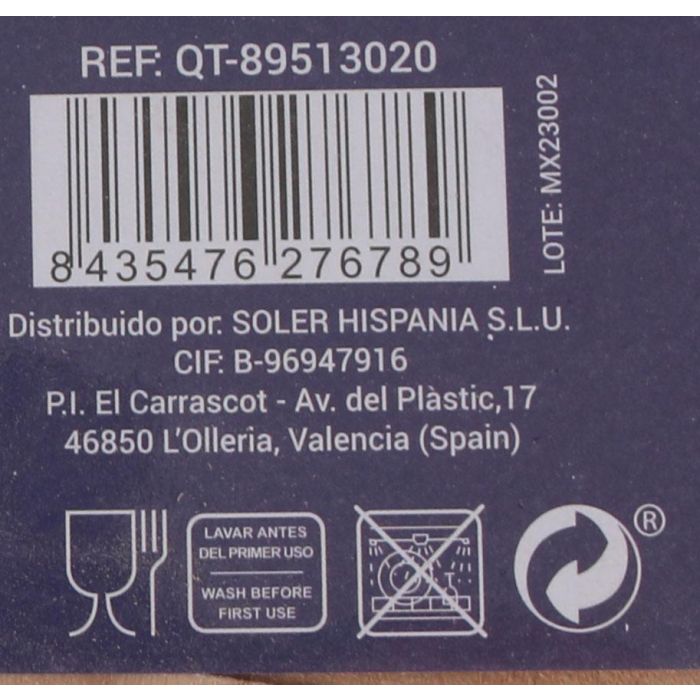 REF: QT-89513020
LOTE: MX23002
8 435476 276789
Distribuido por: SOLER HISPANIA S.L.U.
CIF: B-96947916
P.I. El Carrascot - Av. del Plàstic,17
46850 L'Olleria, Valencia (Spain)
LAVAR ANTES
DEL PRIMER USO
WASH BEFORE
FIRST USE
®